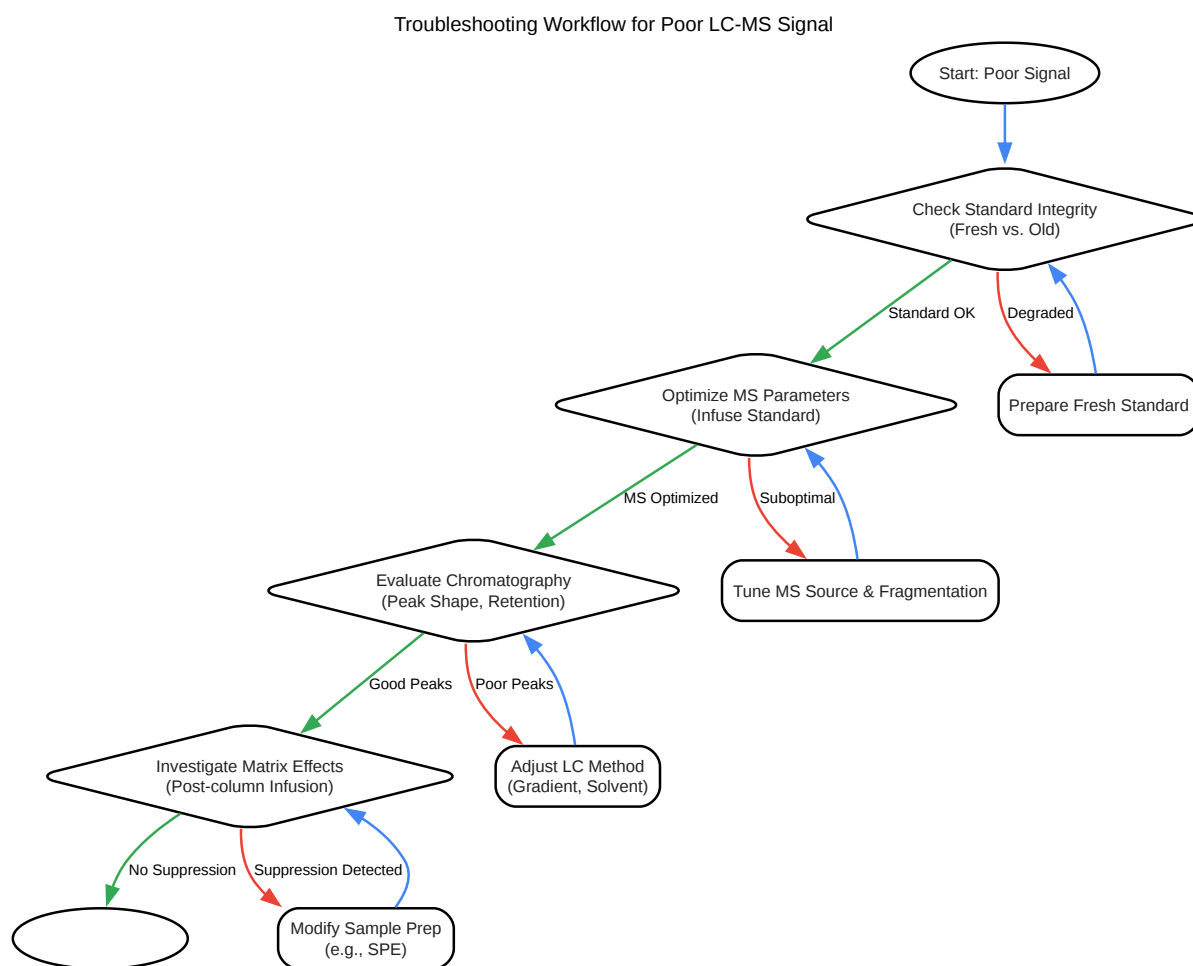 Troubleshooting Workflow for Poor LC-MS Signal
Start: Poor Signal
Check Standard Integrity
(Fresh vs. Old)
Standard OK
Degraded
Optimize MS Parameters
(Infuse Standard)
Prepare Fresh Standard
MS Optimized
Suboptimal
Evaluate Chromatography
(Peak Shape, Retention)
Tune MS Source & Fragmentation
Good Peaks
Poor Peaks
Investigate Matrix Effects
(Post-column Infusion)
Adjust LC Method
(Gradient, Solvent)
No Suppression
Suppression Detected
Modify Sample Prep
(e.g., SPE)